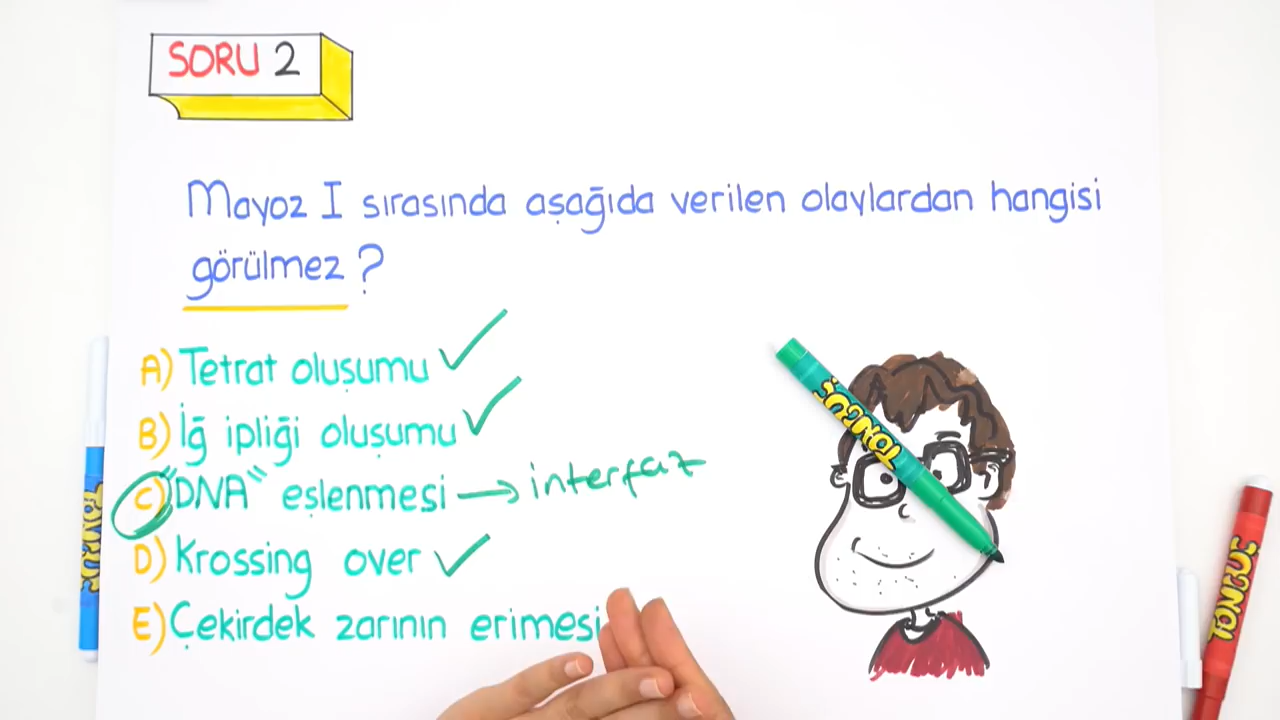 SORU 2
Mayoz I sırasında aşağıda verilen olaylardan hangisi
görülmez ?
A) Tetrat oluşumu
B) İğ ipliği oluşumu
C) "DNA" eşlenmesi → interfaz
D) Krossing over
E) Çekirdek zarının erimesi
TONGUÇ
TONGUÇ
TONGUÇ